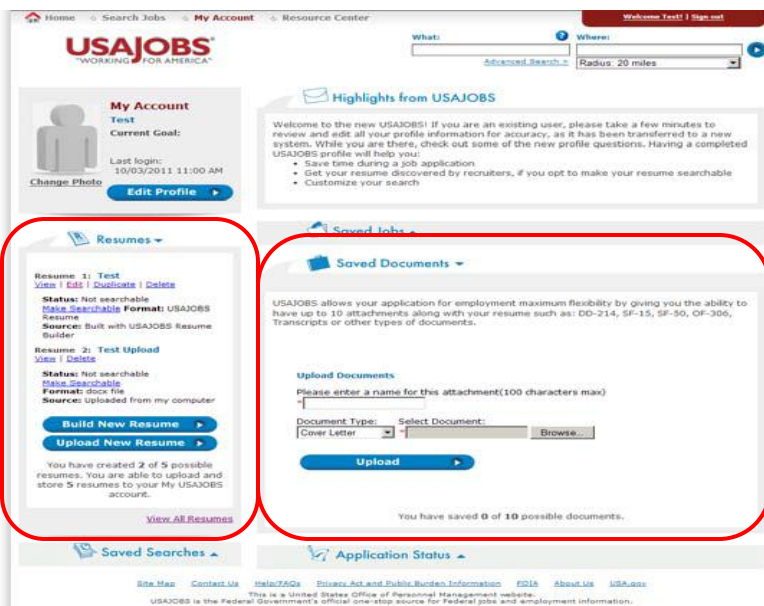 Home Search Jobs My Account Resource Center
Welcome Test! | Sign out
USAJOBS®
"WORKING FOR AMERICA"
What: ? Where:
Advanced Search > Radius: 20 miles
My Account
Test
Current Goal:
Last login:
10/03/2011 11:00 AM
Change Photo
Edit Profile
Highlights from USAJOBS
Welcome to the new USAJOBS! If you are an existing user, please take a few minutes to
review and edit all your profile information for accuracy, as it has been transferred to a new
system. While you are there, check out some of the new profile questions. Having a completed
USAJOBS profile will help you:
• Save time during a job application
• Get your resume discovered by recruiters, if you opt to make your resume searchable
• Customize your search
Resumes
Resume 1: Test
View | Edit | Duplicate | Delete
Status: Not searchable
Make Searchable Format: USAJOBS
Resume
Source: Built with USAJOBS Resume
Builder
Resume 2: Test Upload
View | Delete
Status: Not searchable
Make Searchable
Format: docx file
Source: Uploaded from my computer
Build New Resume
Upload New Resume
You have created 2 of 5 possible
resumes. You are able to upload and
store 5 resumes to your My USAJOBS
account.
View All Resumes
Saved Jobs
Saved Documents
USAJOBS allows your application for employment maximum flexibility by giving you the ability to
have up to 10 attachments along with your resume such as: DD-214, SF-15, SF-50, OF-306,
Transcripts or other types of documents.
Upload Documents
Please enter a name for this attachment(100 characters max)
*
Document Type: Select Document:
Cover Letter * Browse...
Upload
You have saved 0 of 10 possible documents.
Saved Searches
Application Status
Site Map Contact Us Help/FAQs Privacy Act and Public Burden Information FOIA About Us USA.gov
This is a United States Office of Personnel Management website.
USAJOBS is the Federal Government's official one-stop source for Federal jobs and employment information.